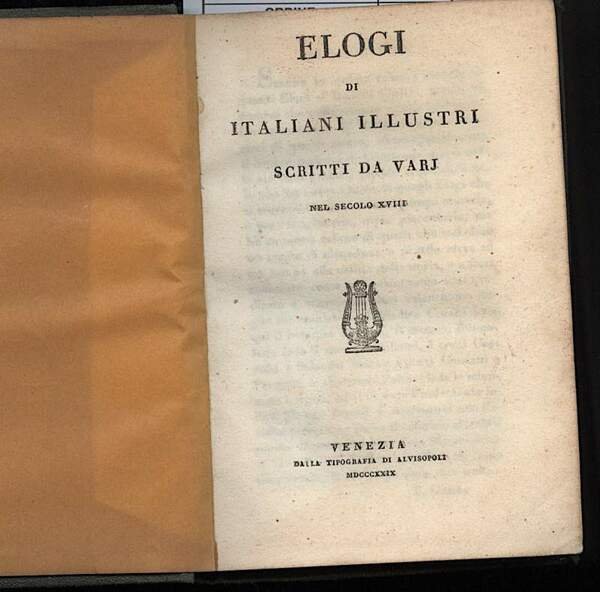 ELOGI
DI
ITALIANI ILLUSTRI
SCRITTI DA VARJ
NEL SECOLO XVIII
VENEZIA
DALLA TIPOGRAFIA DI ALVISOPOLI
MDCCCXXIX